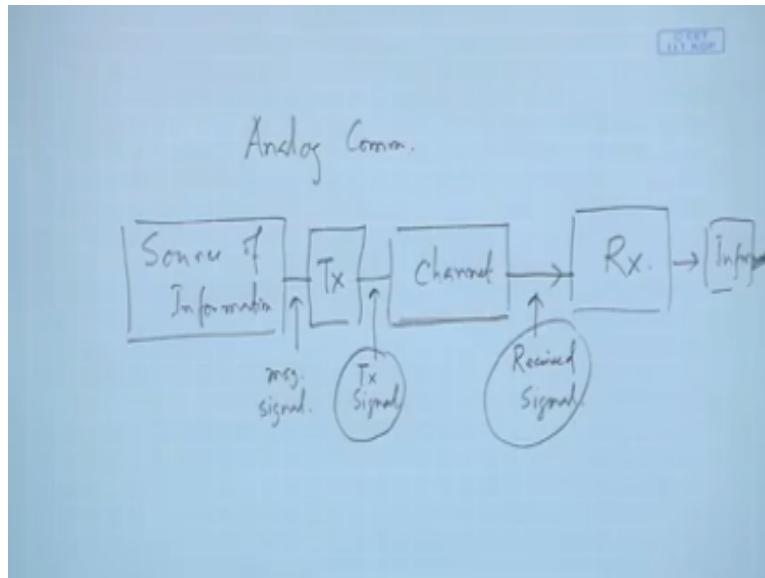 Analog Comm.
Source of
Information
Tx
Channel
Rx.
Inform
msg.
signal.
Tx
Signal
Received
Signal.